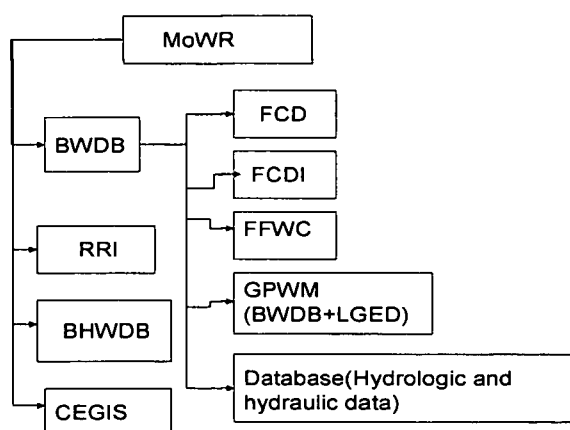 MoWR
BWDB
FCD
FCDI
FFWC
RRI
GPWM
(BWDB+LGED)
BHWDB
Database(Hydrologic and
hydraulic data)
CEGIS